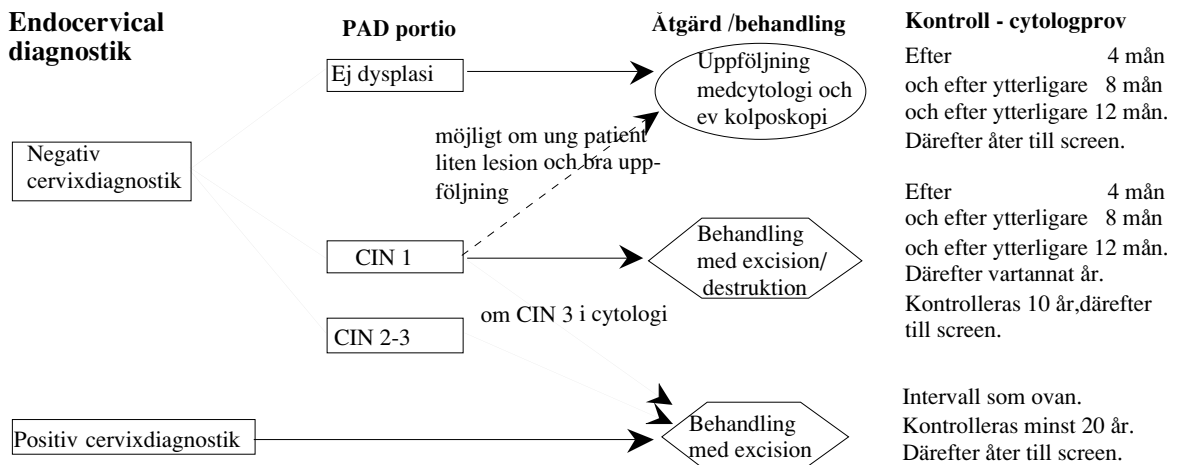 Endocervical
diagnostik
PAD portio
Åtgärd /behandling
Kontroll - cytologprov
Ej dysplasi
Uppföljning
medcytologi och
ev kolposkopi
Efter 4 mån
och efter ytterligare 8 mån
och efter ytterligare 12 mån.
Därefter åter till screen.
Negativ
cervixdiagnostik
möjligt om ung patient
liten lesion och bra upp-
följning
CIN 1
Behandling
med excision/
destruktion
Efter 4 mån
och efter ytterligare 8 mån
och efter ytterligare 12 mån.
Därefter vartannat år.
Kontrolleras 10 år,därefter
till screen.
om CIN 3 i cytologi
CIN 2-3
Positiv cervixdiagnostik
Behandling
med excision
Intervall som ovan.
Kontrolleras minst 20 år.
Därefter åter till screen.